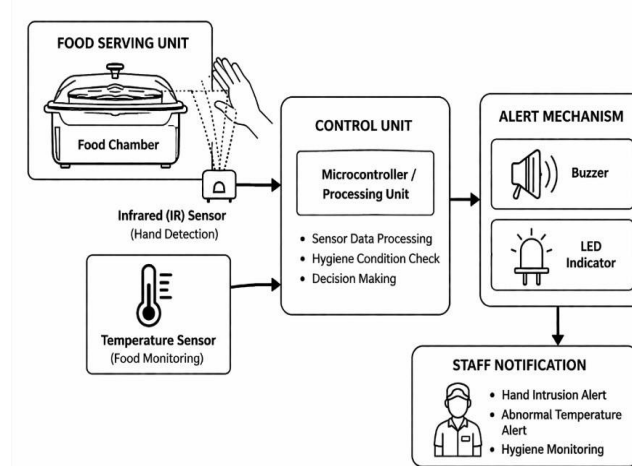 FOOD SERVING UNIT
Food Chamber
Infrared (IR) Sensor
(Hand Detection)
Temperature Sensor
(Food Monitoring)
CONTROL UNIT
Microcontroller /
Processing Unit
• Sensor Data Processing
• Hygiene Condition Check
• Decision Making
ALERT MECHANISM
Buzzer
LED
Indicator
STAFF NOTIFICATION
• Hand Intrusion Alert
• Abnormal Temperature
Alert
• Hygiene Monitoring